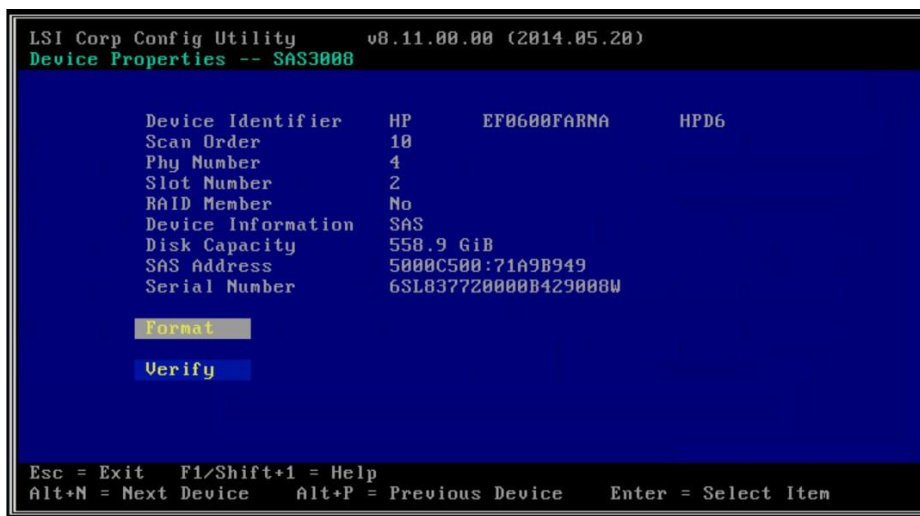 LSI Corp Config Utility v8.11.00.00 (2014.05.20)
Device Properties -- SAS3008
Device Identifier HP EF0600FARNA HPD6
Scan Order 10
Phy Number 4
Slot Number 2
RAID Member No
Device Information SAS
Disk Capacity 558.9 GiB
SAS Address 5000C500:71A9B949
Serial Number 6SL8377Z0000B429008W
Format
Verify
Esc = Exit F1/Shift+1 = Help
Alt+N = Next Device Alt+P = Previous Device Enter = Select Item